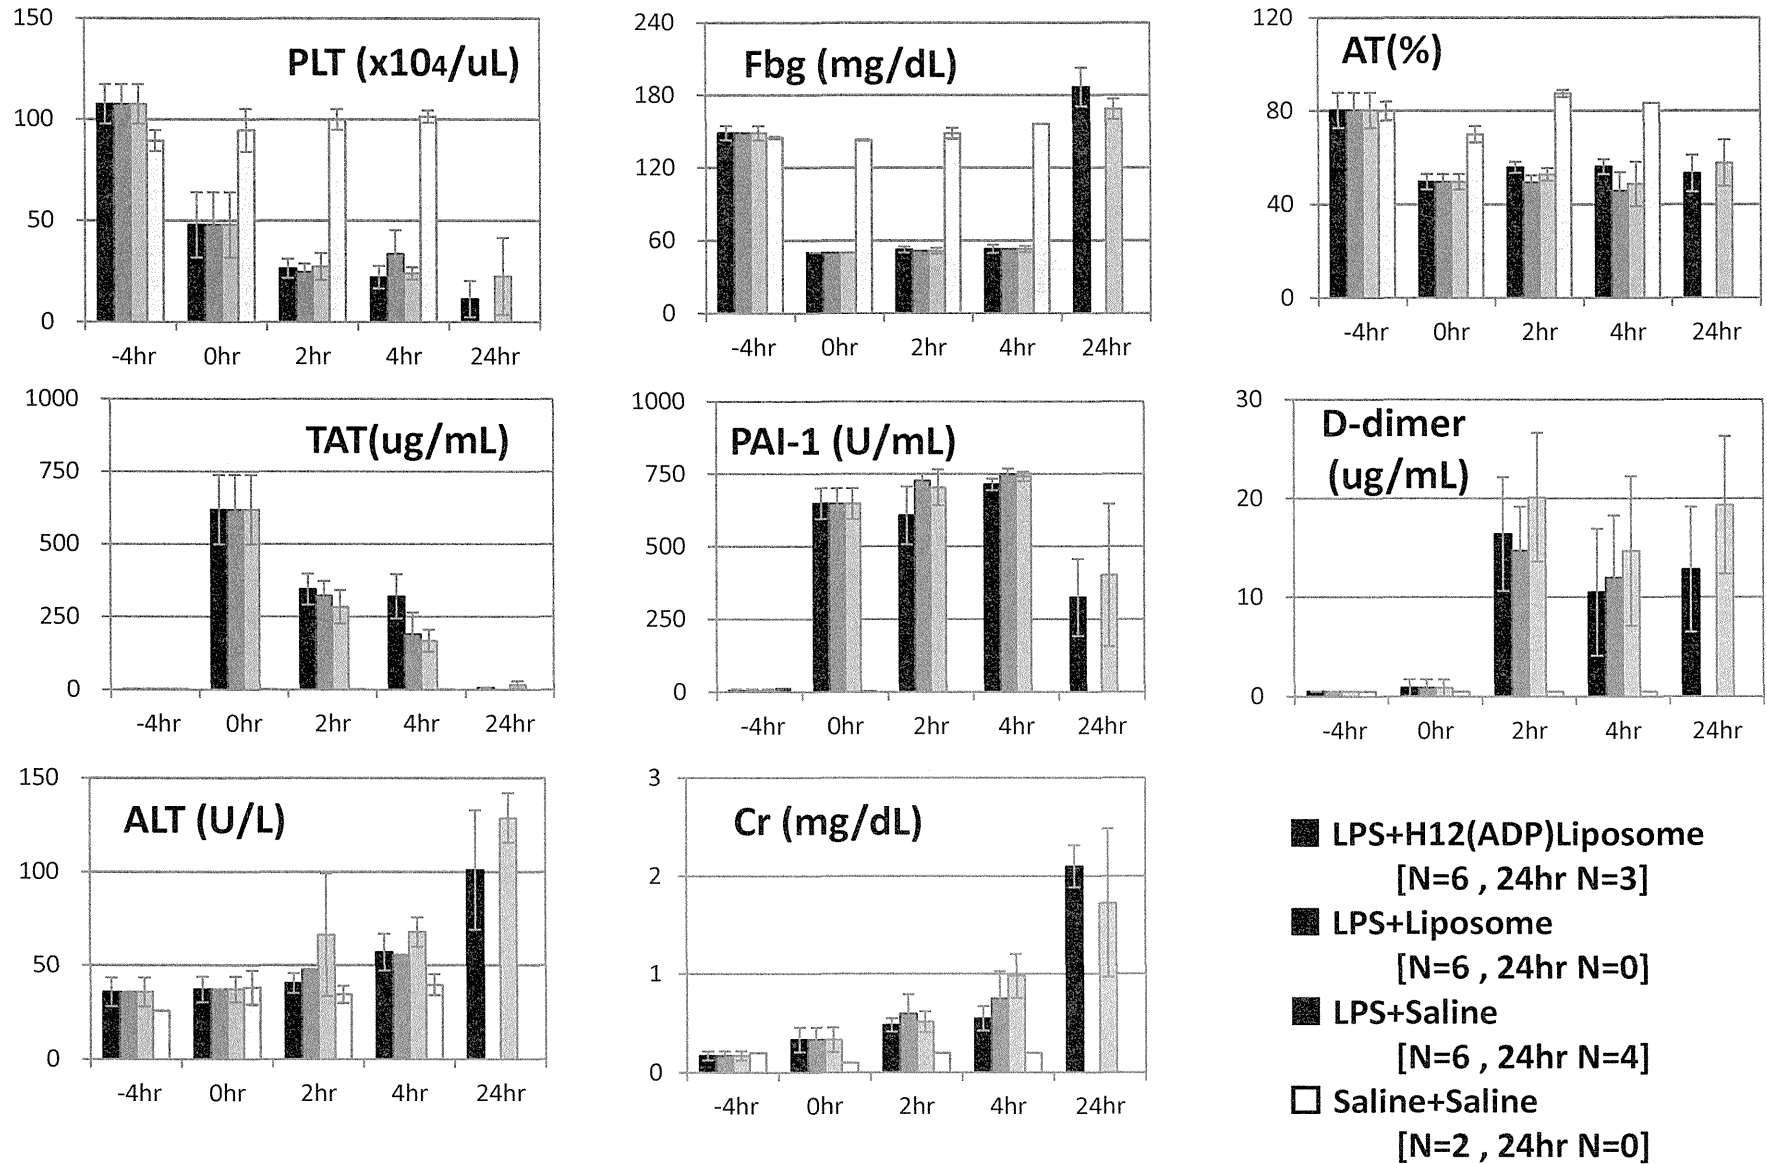 PLT (x104/uL)
150
100
50
0
-4hr 0hr 2hr 4hr 24hr
Fbg (mg/dL)
240
180
120
60
0
-4hr 0hr 2hr 4hr 24hr
AT(%)
120
80
40
0
-4hr 0hr 2hr 4hr 24hr
TAT(ug/mL)
1000
750
500
250
0
-4hr 0hr 2hr 4hr 24hr
PAI-1 (U/mL)
1000
750
500
250
0
-4hr 0hr 2hr 4hr 24hr
D-dimer
(ug/mL)
30
20
10
0
-4hr 0hr 2hr 4hr 24hr
ALT (U/L)
150
100
50
0
-4hr 0hr 2hr 4hr 24hr
Cr (mg/dL)
3
2
1
0
-4hr 0hr 2hr 4hr 24hr
LPS+H12(ADP)Liposome
[N=6 , 24hr N=3]
LPS+Liposome
[N=6 , 24hr N=0]
LPS+Saline
[N=6 , 24hr N=4]
Saline+Saline
[N=2 , 24hr N=0]